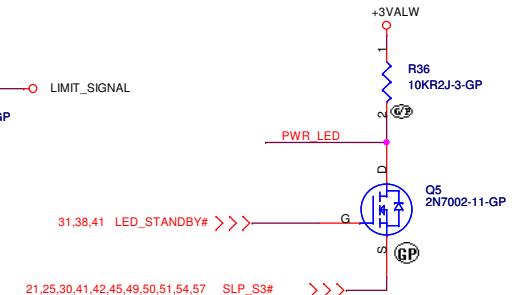 +3VALW
1
R36
10KR2J-3-GP
LIMIT_SIGNAL
2
G/P
GP
PWR_LED
D
Q5
2N7002-11-GP
31,38,41 LED_STANDBY#
G
S
GP
21,25,30,41,42,45,49,50,51,54,57 SLP_S3#